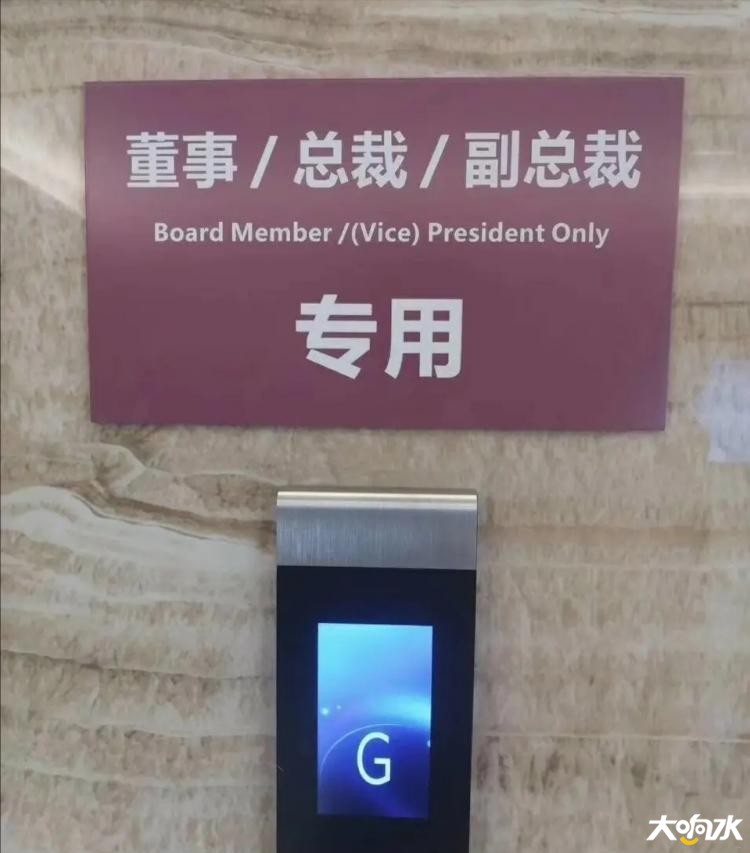 董事/总裁/副总裁
Board Member /(Vice) President Only
专用
G
大响水